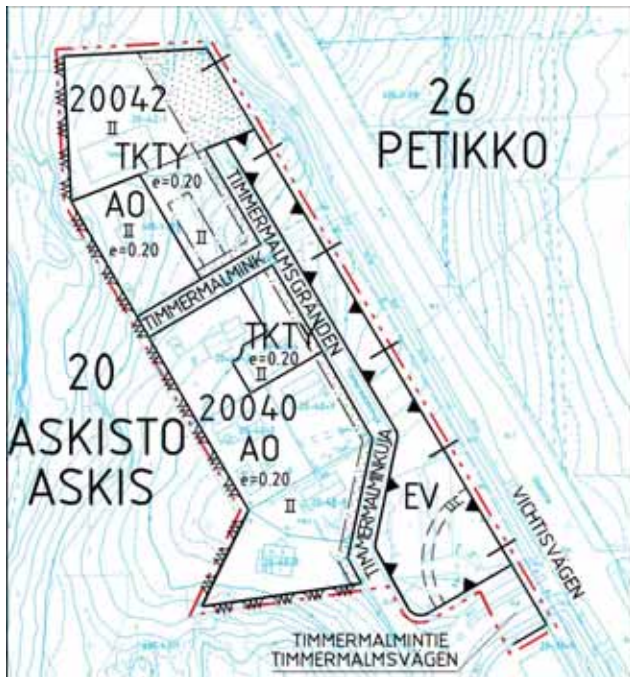 20042
II
TKTY
e=0.20
AO
II
e=0.20
II
26
PETIKKO
TIMMERMALMSGRÄNDEN
TIMMERMALMINK
TKTY
e=0.20
II
20
ASKISTO
ASKIS
20040
AO
e=0.20
II
TIMMERMALMINKUJA
EV
VICHTISVÄGEN
TIMMERMALMINTIE
TIMMERMALMSVÄGEN